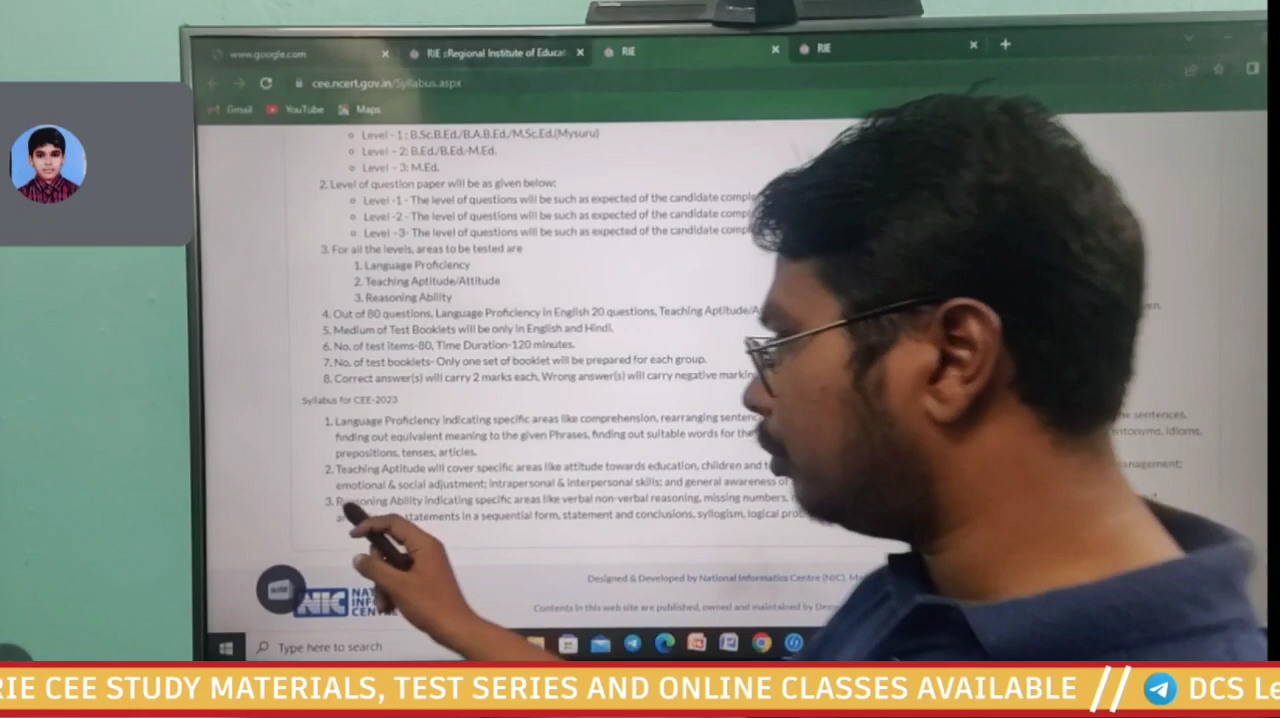 www.google.com
RIE :Regional Institute of Educat
RIE
RIE
cee.ncert.gov.in/Syllabus.aspx
Gmail
YouTube
Maps
Level - 1 : B.Sc.B.Ed./B.A.B.Ed./M.Sc.Ed.(Mysuru)
Level - 2: B.Ed./B.Ed.-M.Ed.
Level - 3: M.Ed.
2. Level of question paper will be as given below:
Level -1 - The level of questions will be such as expected of the candidate comple
Level -2 - The level of questions will be such as expected of the candidate compl
Level -3- The level of questions will be such as expected of the candidate comp
3. For all the levels, areas to be tested are
1. Language Proficiency
2. Teaching Aptitude/Attitude
3. Reasoning Ability
4. Out of 80 questions, Language Proficiency in English 20 questions, Teaching Aptitude/A
5. Medium of Test Booklets will be only in English and Hindi.
6. No. of test items-80, Time Duration-120 minutes.
7. No. of test booklets- Only one set of booklet will be prepared for each group.
8. Correct answer(s) will carry 2 marks each, Wrong answer(s) will carry negative markin
Syllabus for CEE-2023
1. Language Proficiency indicating specific areas like comprehension, rearranging sentenc sentences,
finding out equivalent meaning to the given Phrases, finding out suitable words for the antonyms, idioms,
prepositions, tenses, articles.
2. Teaching Aptitude will cover specific areas like attitude towards education, children and t management;
emotional & social adjustment; intrapersonal & interpersonal skills; and general awareness of
3. Reasoning Ability indicating specific areas like verbal non-verbal reasoning, missing numbers,
statements in a sequential form, statement and conclusions, syllogism, logical prob
Designed & Developed by National Informatics Centre (NIC), Ma
NIC NAT
INF
CENTRE
Contents in this web site are published, owned and maintained by De
Type here to search
RIE CEE STUDY MATERIALS, TEST SERIES AND ONLINE CLASSES AVAILABLE // DCS Le